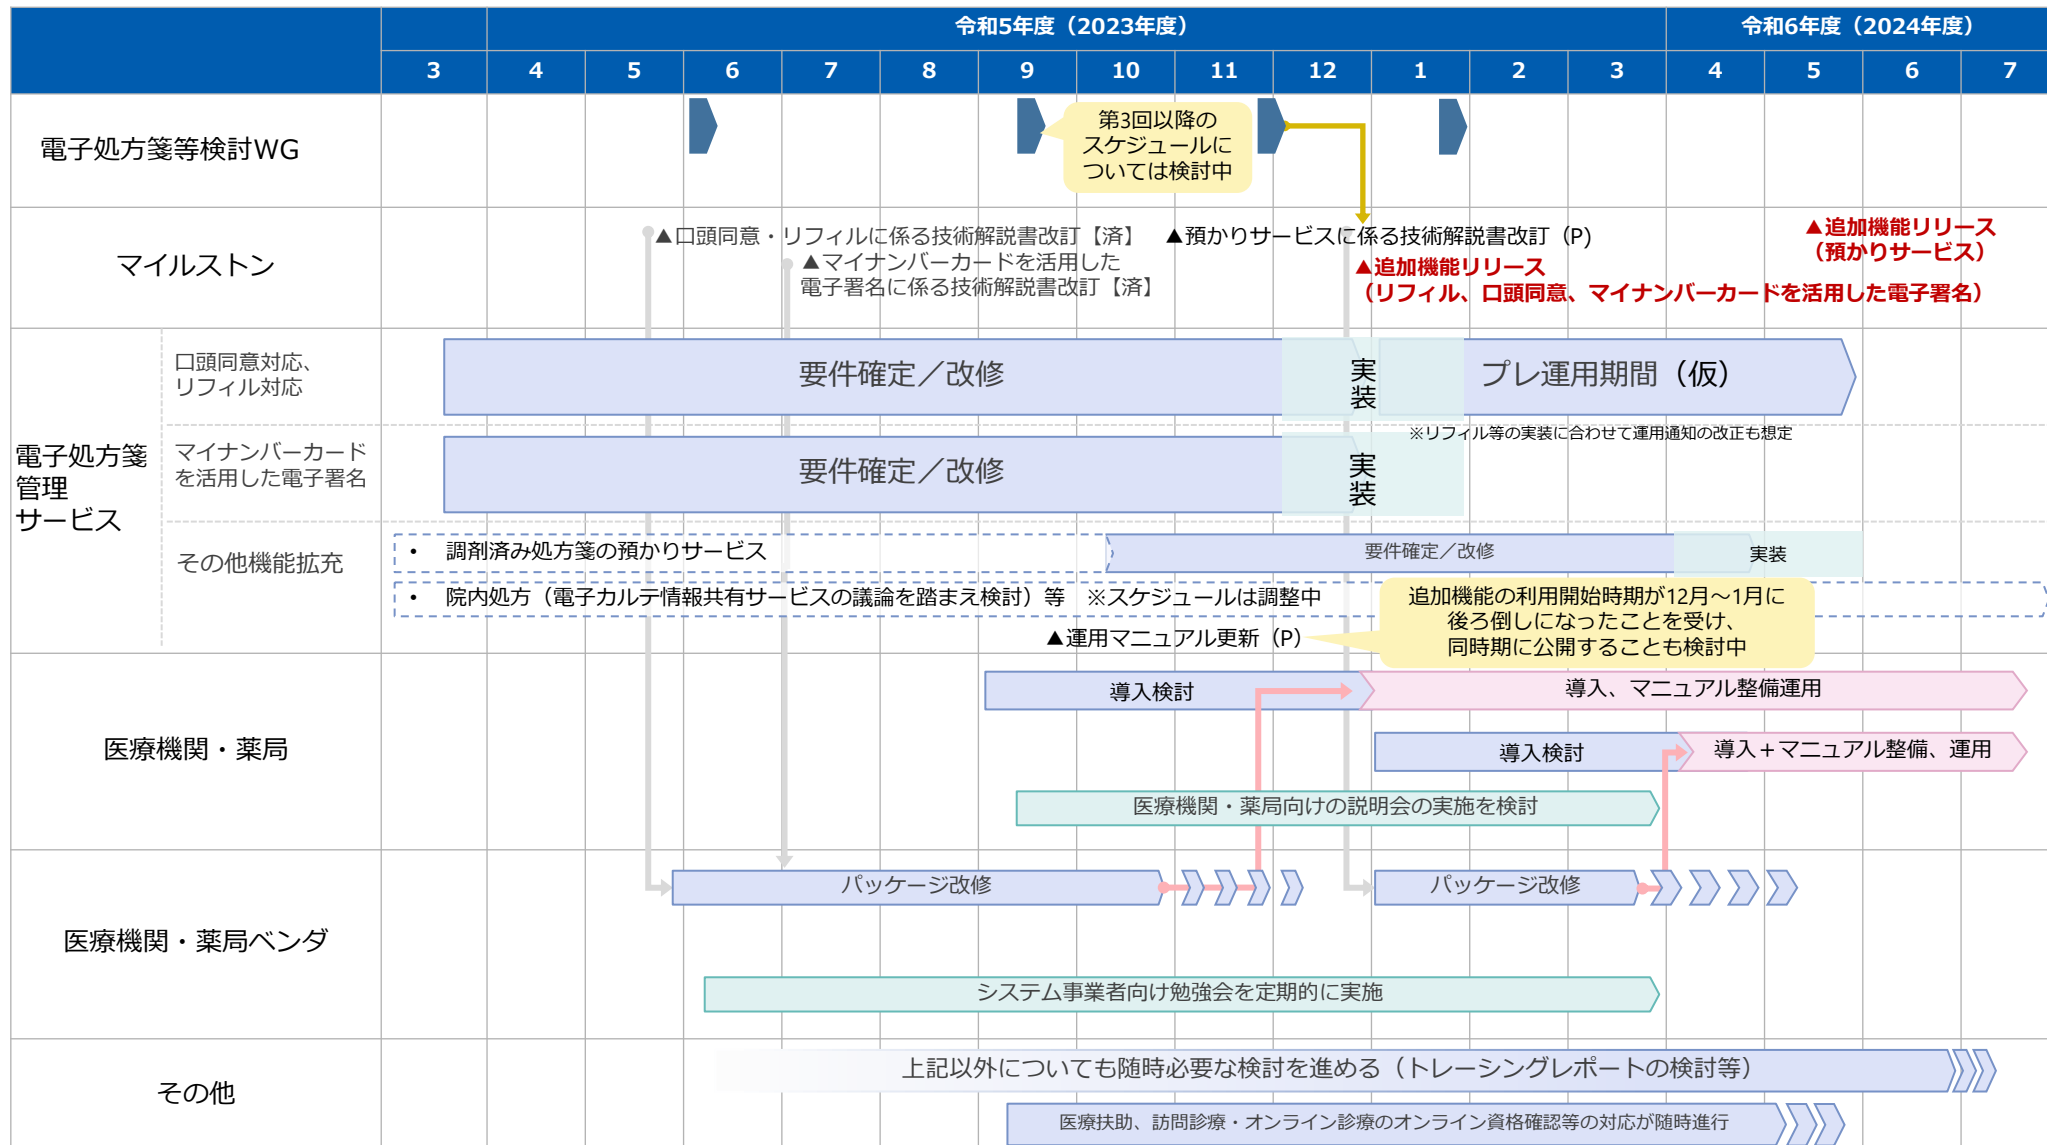 令和5年度（2023年度）
令和6年度（2024年度）
3 4 5 6 7 8 9 10 11 12 1 2 3 4 5 6 7
電子処方箋等検討WG
第3回以降の
スケジュールに
ついては検討中
マイルストン
▲口頭同意・リフィルに係る技術解説書改訂【済】
▲マイナンバーカードを活用した
電子署名に係る技術解説書改訂【済】
▲預かりサービスに係る技術解説書改訂（P)
▲追加機能リリース
（リフィル、口頭同意、マイナンバーカードを活用した電子署名）
▲追加機能リリース
（預かりサービス）
電子処方箋
管理
サービス
口頭同意対応、
リフィル対応
要件確定／改修
実装
プレ運用期間（仮）
※リフィル等の実装に合わせて運用通知の改正も想定
マイナンバーカード
を活用した電子署名
要件確定／改修
実装
その他機能拡充
• 調剤済み処方箋の預かりサービス
要件確定／改修
実装
• 院内処方（電子カルテ情報共有サービスの議論を踏まえ検討）等　※スケジュールは調整中
▲運用マニュアル更新（P）
追加機能の利用開始時期が12月～1月に
後ろ倒しになったことを受け、
同時期に公開することも検討中
医療機関・薬局
導入検討
導入、マニュアル整備運用
導入検討
導入＋マニュアル整備、運用
医療機関・薬局向けの説明会の実施を検討
医療機関・薬局ベンダ
パッケージ改修
パッケージ改修
システム事業者向け勉強会を定期的に実施
その他
上記以外についても随時必要な検討を進める（トレーシングレポートの検討等）
医療扶助、訪問診療・オンライン診療のオンライン資格確認等の対応が随時進行